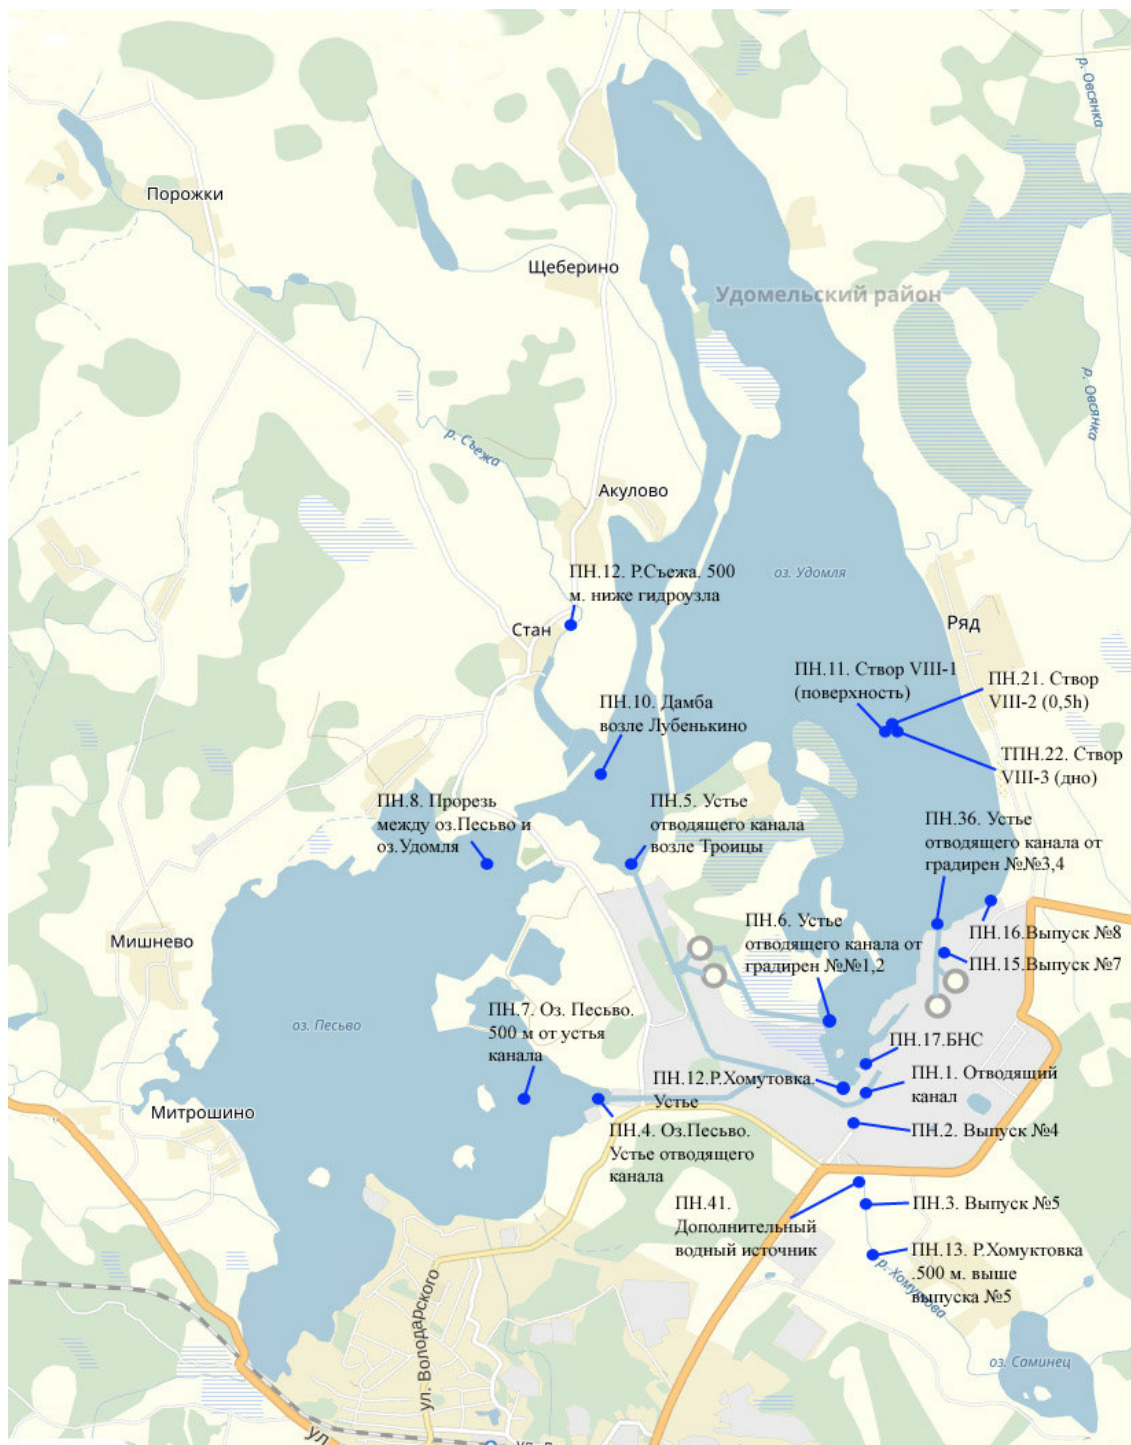 р. Овсянка
Порожки
Щеберино
Удомельский район
р. Овсянка
р. Съежа
Акулово
ПН.12. Р.Съежа. 500
м. ниже гидроузла
оз. Удомля
Стан
Ряд
ПН.11. Створ VIII-1
(поверхность)
ПН.21. Створ
VIII-2 (0,5h)
ПН.10. Дамба
возле Лубенькино
ТПН.22. Створ
VIII-3 (дно)
ПН.8. Прорезь
между оз.Песьво и
оз.Удомля
ПН.5. Устье
отводящего канала
возле Троицы
ПН.36. Устье
отводящего канала от
градирен №№3,4
ПН.6. Устье
отводящего канала от
градирен №№1,2
ПН.16.Выпуск №8
ПН.15.Выпуск №7
Мишнево
оз. Песьво
ПН.7. Оз. Песьво.
500 м от устья
канала
ПН.17.БНС
ПН.12.Р.Хомутовка.
Устье
ПН.1. Отводящий
канал
Митрошино
ПН.4. Оз.Песьво.
Устье отводящего
канала
ПН.2. Выпуск №4
ПН.41.
Дополнительный
водный источник
ПН.3. Выпуск №5
ПН.13. Р.Хомуктовка
.500 м. выше
выпуска №5
р. Хомутова
ул. Володарского
оз. Саминец
ул